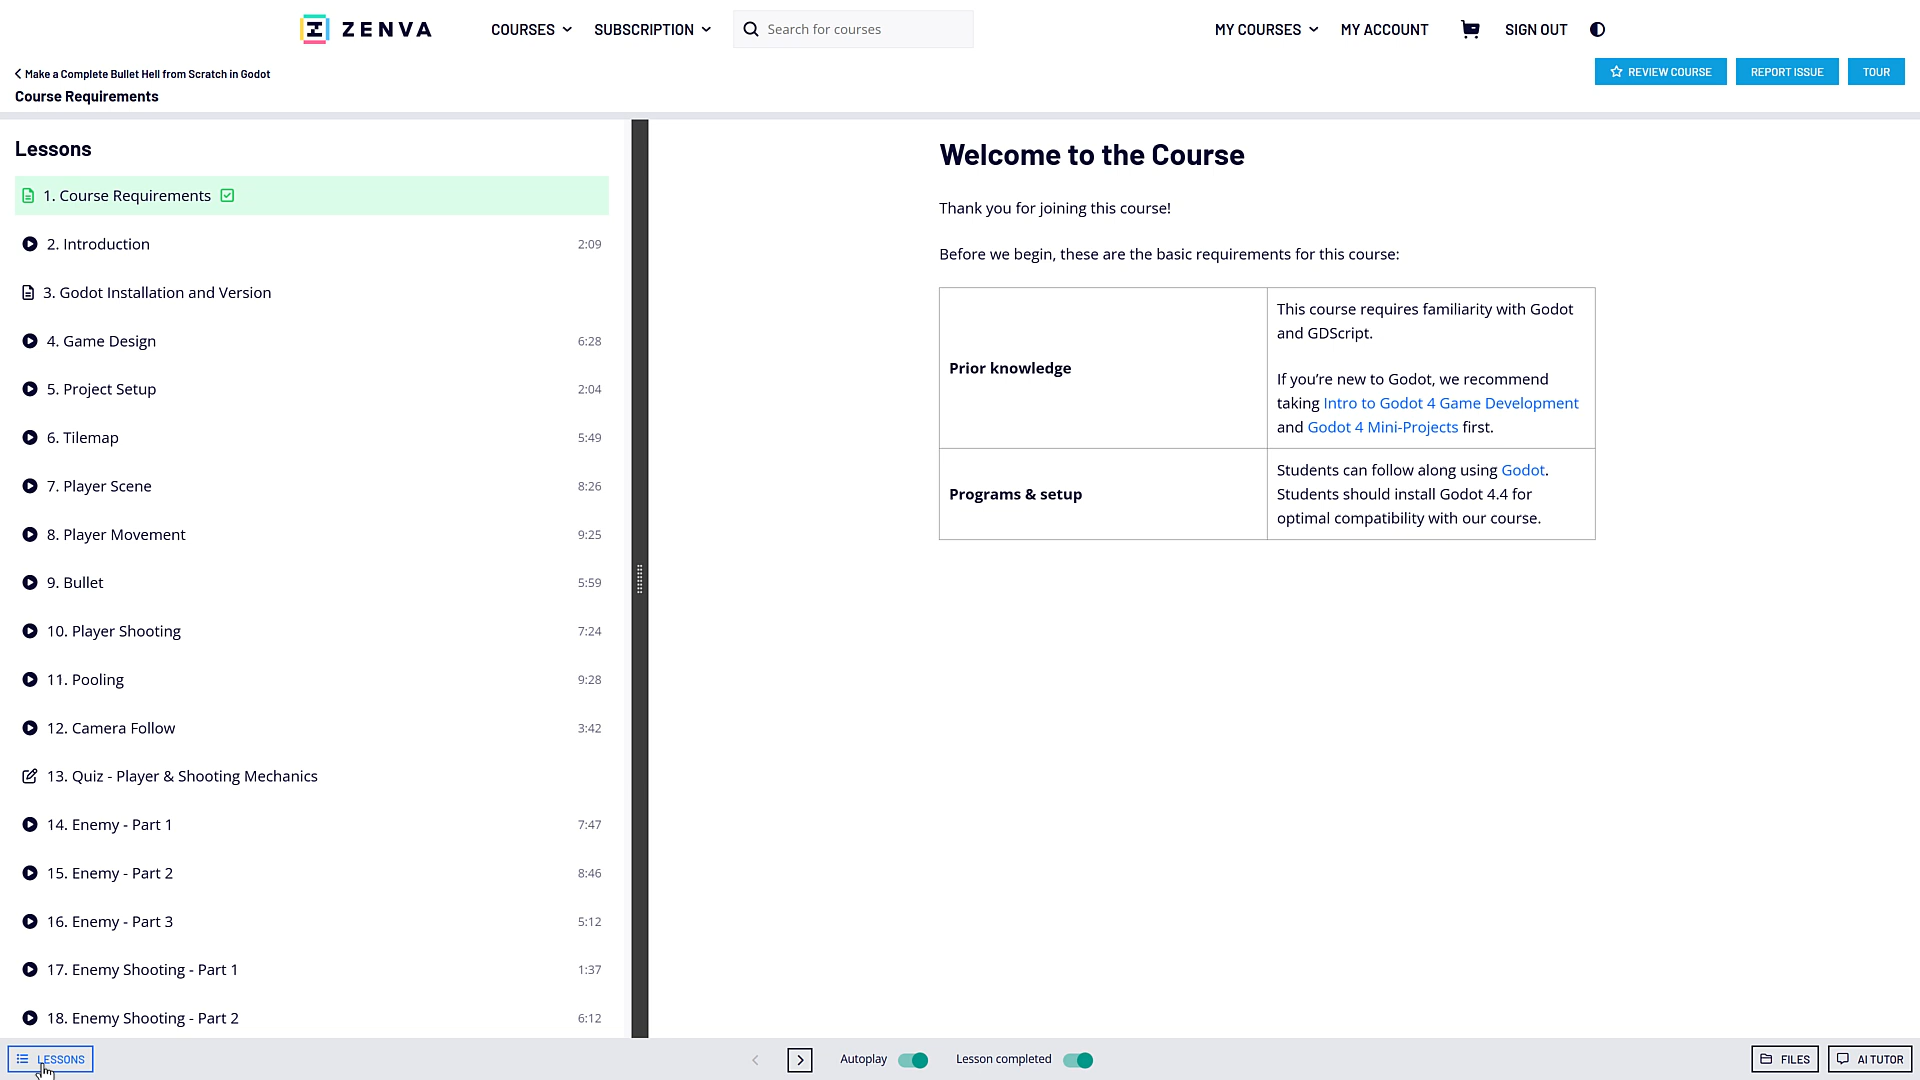 ZENVA
COURSES
SUBSCRIPTION
Search for courses
MY COURSES
MY ACCOUNT
SIGN OUT
Make a Complete Bullet Hell from Scratch in Godot
Course Requirements
REVIEW COURSE
REPORT ISSUE
TOUR
Lessons
1. Course Requirements
2. Introduction 2:09
3. Godot Installation and Version
4. Game Design 6:28
5. Project Setup 2:04
6. Tilemap 5:49
7. Player Scene 8:26
8. Player Movement 9:25
9. Bullet 5:59
10. Player Shooting 7:24
11. Pooling 9:28
12. Camera Follow 3:42
13. Quiz - Player & Shooting Mechanics
14. Enemy - Part 1 7:47
15. Enemy - Part 2 8:46
16. Enemy - Part 3 5:12
17. Enemy Shooting - Part 1 1:37
18. Enemy Shooting - Part 2 6:12
Welcome to the Course
Thank you for joining this course!
Before we begin, these are the basic requirements for this course:
Prior knowledge
This course requires familiarity with Godot
and GDScript.
If you’re new to Godot, we recommend
taking Intro to Godot 4 Game Development
and Godot 4 Mini-Projects first.
Programs & setup
Students can follow along using Godot.
Students should install Godot 4.4 for
optimal compatibility with our course.
LESSONS
Autoplay
Lesson completed
FILES
AI TUTOR